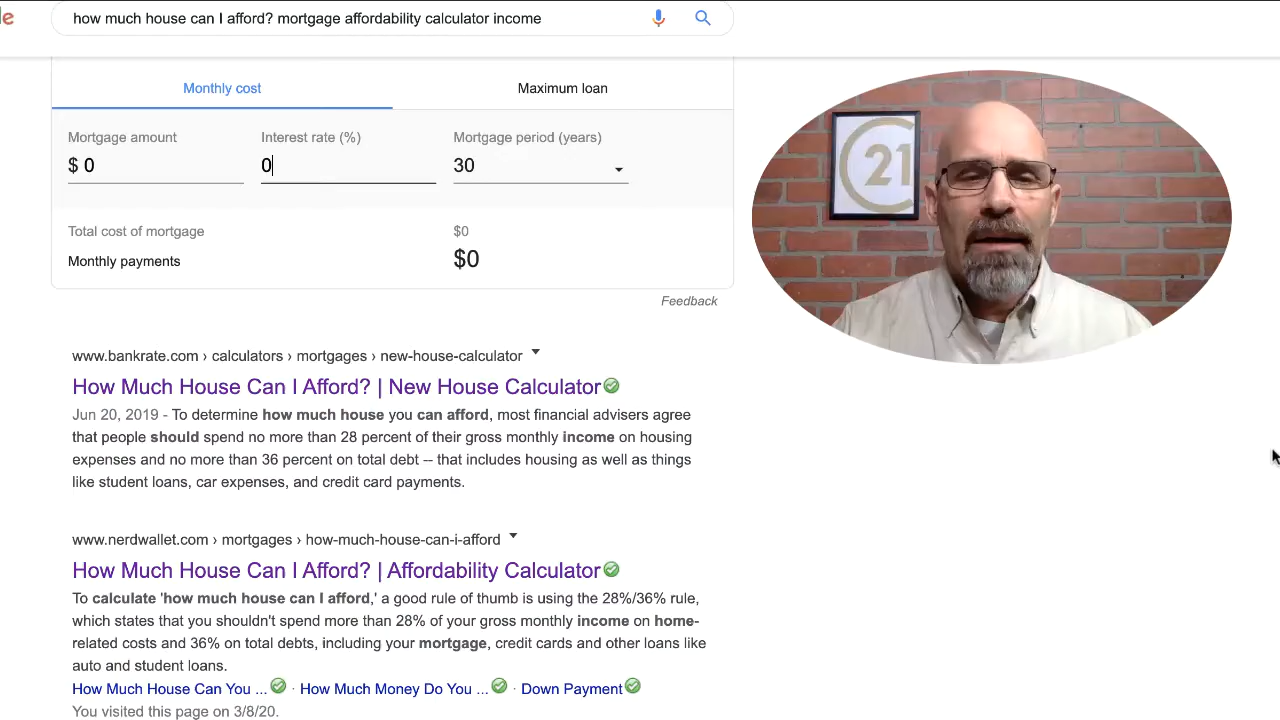 le
how much house can I afford? mortgage affordability calculator income
Monthly cost
Maximum loan
Mortgage amount
Interest rate (%)
Mortgage period (years)
$ 0
0
30
Total cost of mortgage
$0
Monthly payments
$0
Feedback
C21
www.bankrate.com › calculators › mortgages › new-house-calculator
How Much House Can I Afford? | New House Calculator
Jun 20, 2019 - To determine how much house you can afford, most financial advisers agree
that people should spend no more than 28 percent of their gross monthly income on housing
expenses and no more than 36 percent on total debt -- that includes housing as well as things
like student loans, car expenses, and credit card payments.
www.nerdwallet.com › mortgages › how-much-house-can-i-afford
How Much House Can I Afford? | Affordability Calculator
To calculate 'how much house can I afford,' a good rule of thumb is using the 28%/36% rule,
which states that you shouldn't spend more than 28% of your gross monthly income on home-
related costs and 36% on total debts, including your mortgage, credit cards and other loans like
auto and student loans.
How Much House Can You ... · How Much Money Do You ... · Down Payment
You visited this page on 3/8/20.